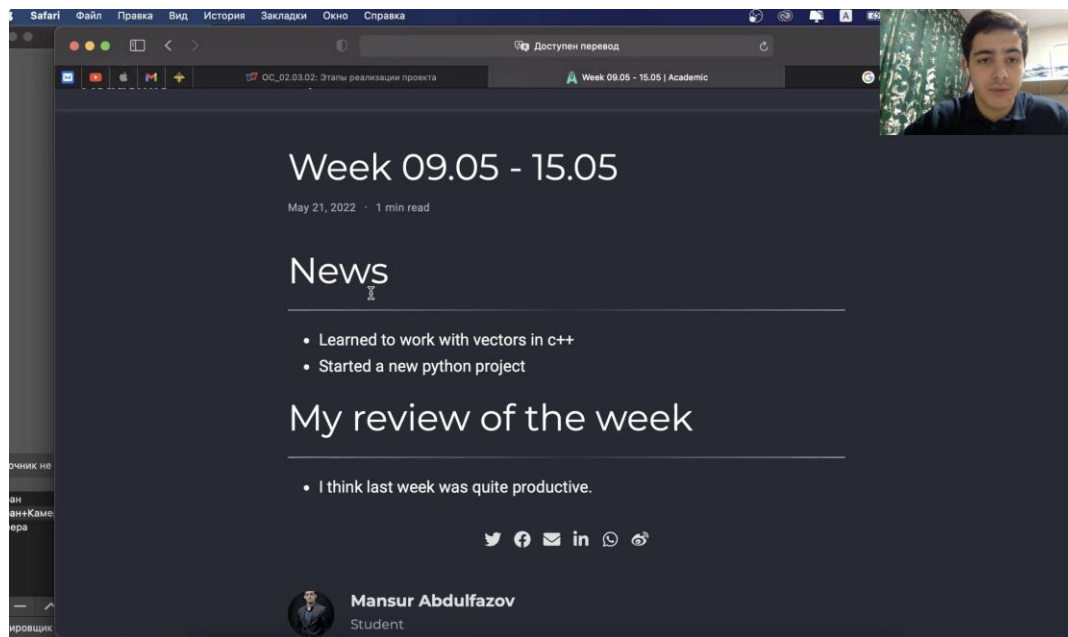 Safari Файл Правка Вид История Закладки Окно Справка
Доступен перевод
ОС_02.03.02: Этапы реализации проекта
Week 09.05 - 15.05 | Academic
Week 09.05 - 15.05
May 21, 2022 · 1 min read
News
• Learned to work with vectors in c++
• Started a new python project
My review of the week
• I think last week was quite productive.
Mansur Abdulfazov
Student